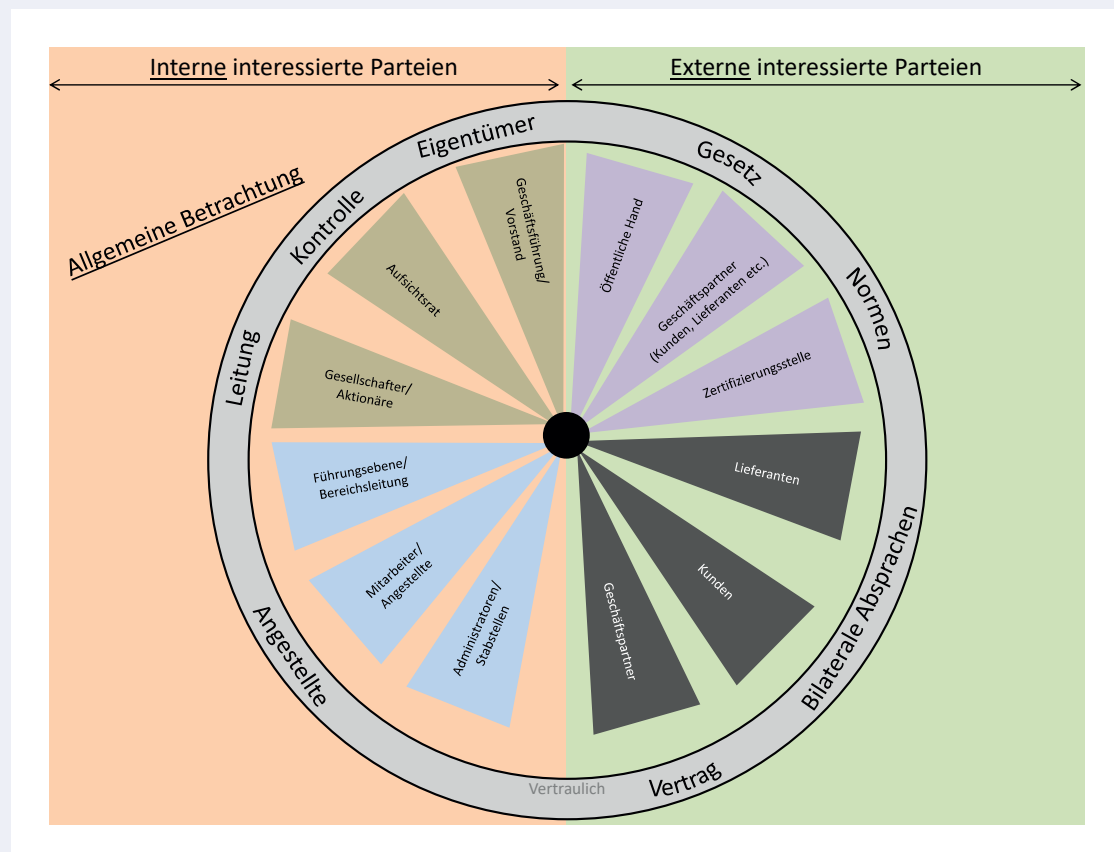 Interne interessierte Parteien
Externe interessierte Parteien
Allgemeine Betrachtung
Eigentümer
Kontrolle
Leitung
Angestellte
Gesetz
Normen
Bilaterale Absprachen
Vertrag
Geschäftsführung/
Vorstand
Aufsichtsrat
Gesellschafter/
Aktionäre
Führungsebene/
Bereichsleitung
Mitarbeiter/
Angestellte
Administratoren/
Stabstellen
Öffentliche Hand
Geschäftspartner
(Kunden, Lieferanten etc.)
Zertifizierungsstelle
Lieferanten
Kunden
Geschäftspartner
Vertraulich